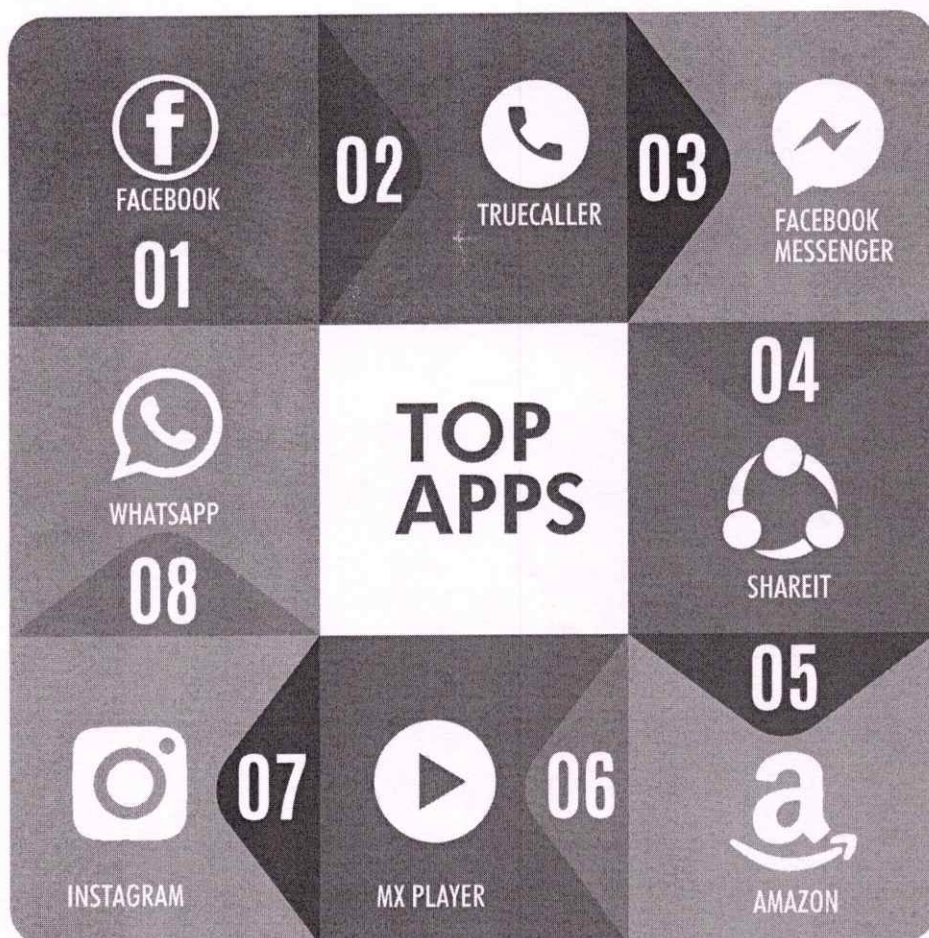 FACEBOOK
01
02
TRUECALLER
03
FACEBOOK
MESSENGER
04
SHAREIT
05
AMAZON
06
MX PLAYER
07
INSTAGRAM
08
WHATSAPP
TOP
APPS